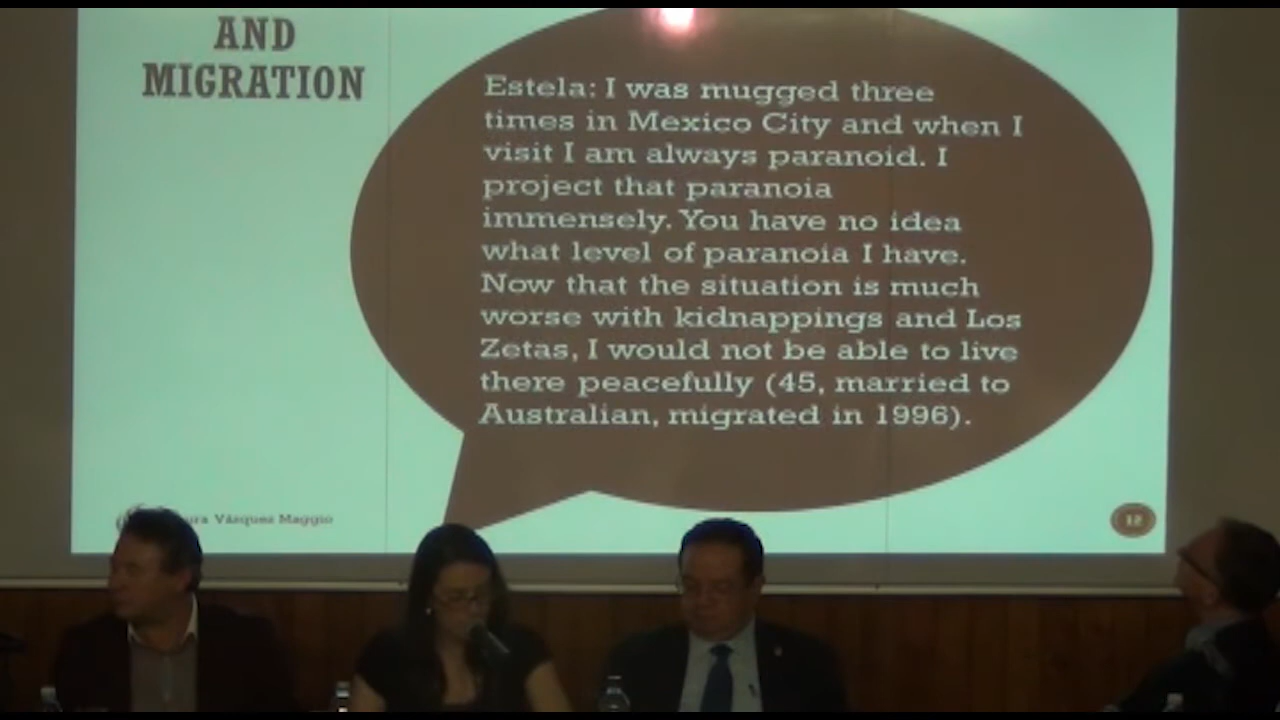 AND
MIGRATION
Estela: I was mugged three
times in Mexico City and when I
visit I am always paranoid. I
project that paranoia
immensely. You have no idea
what level of paranoia I have.
Now that the situation is much
worse with kidnappings and Los
Zetas, I would not be able to live
there peacefully (45, married to
Australian, migrated in 1996).
Vázquez Maggio
12